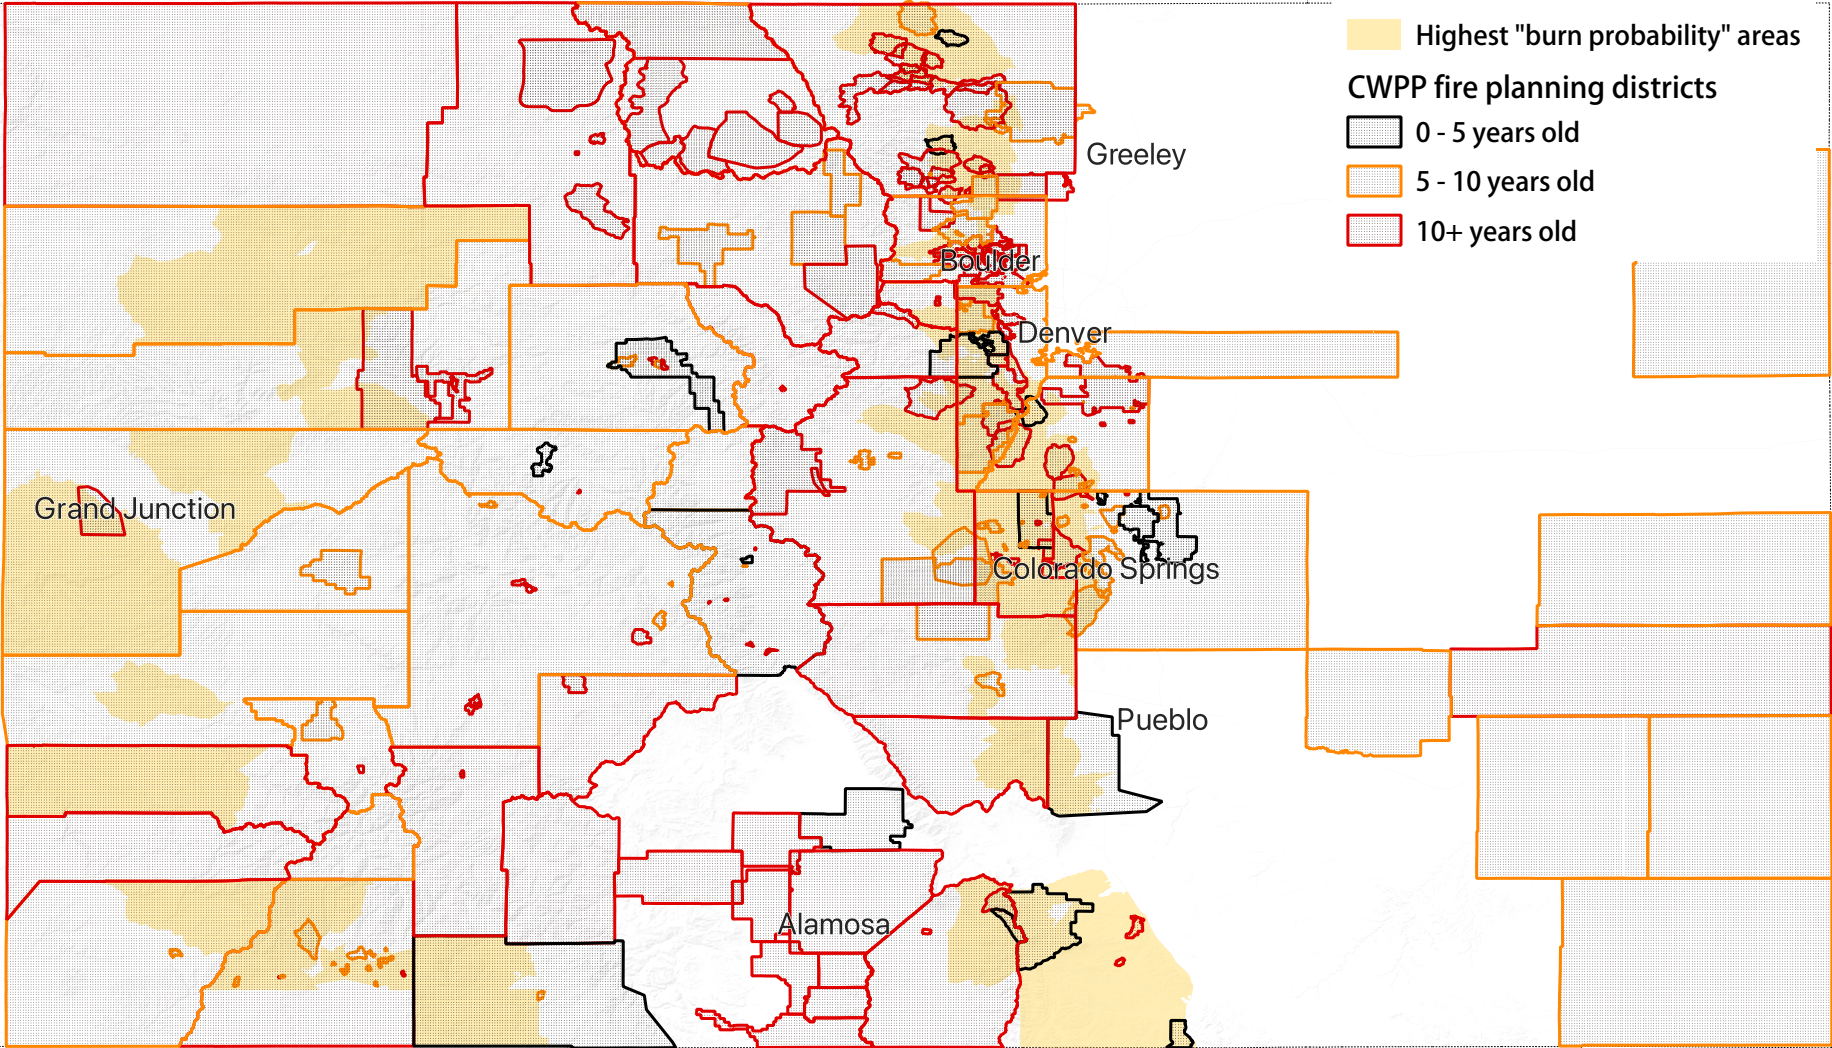 Highest "burn probability" areas
CWPP fire planning districts
0 - 5 years old
5 - 10 years old
10+ years old
Greeley
Boulder
Denver
Grand Junction
Colorado Springs
Pueblo
Alamosa